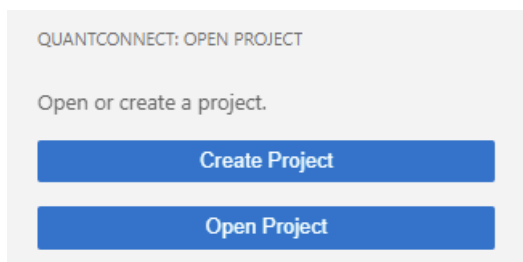 QUANTCONNECT: OPEN PROJECT
Open or create a project.
Create Project
Open Project